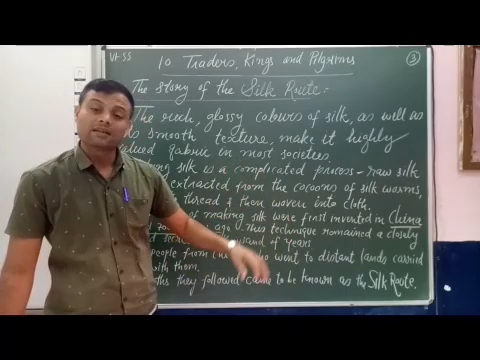 VI SS
10 Traders, Kings and Pilgrims
3
The story of the Silk Route:-
The rich, glossy colours of silk, as well as
smooth texture, make it highly
fabric in most societies.
silk is a complicated process - raw silk
extracted from the cocoons of silk worms,
thread & then woven into cloth.
of making silk were first invented in China
ago. This technique remained a closely
of years
people from went to distant lands carried
with them.
they followed came to be known as the Silk Route.